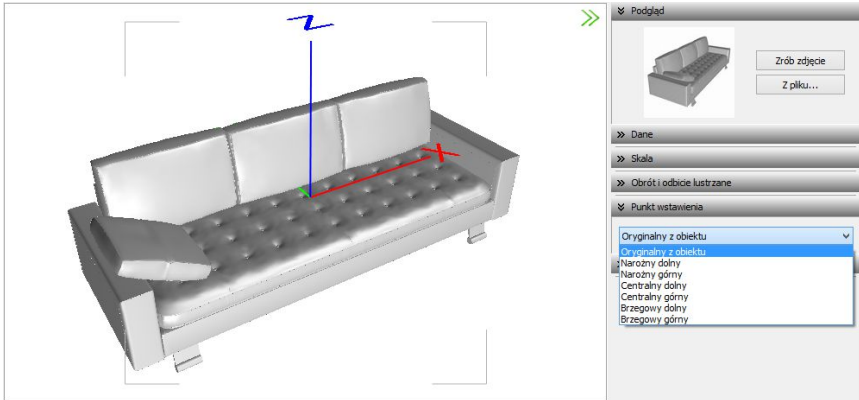 Podgląd
Zrób zdjęcie
Z pliku...
Dane
Skala
Obrót i odbicie lustrzane
Punkt wstawienia
Oryginalny z obiektu
Oryginalny z obiektu
Narożny dolny
Narożny górny
Centralny dolny
Centralny górny
Brzegowy dolny
Brzegowy górny
Z
X